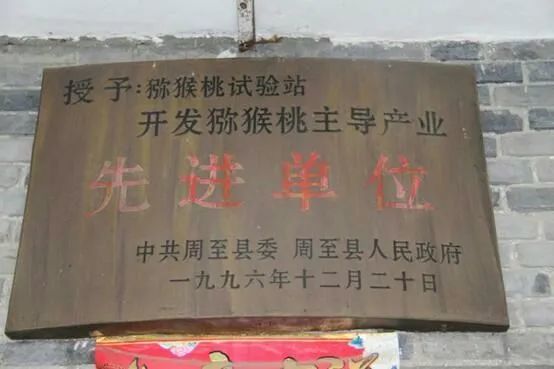 授予:猕猴桃试验站
开发猕猴桃主导产业
先进单位
中共周至县委 周至县人民政府
一九九六年十二月二十日